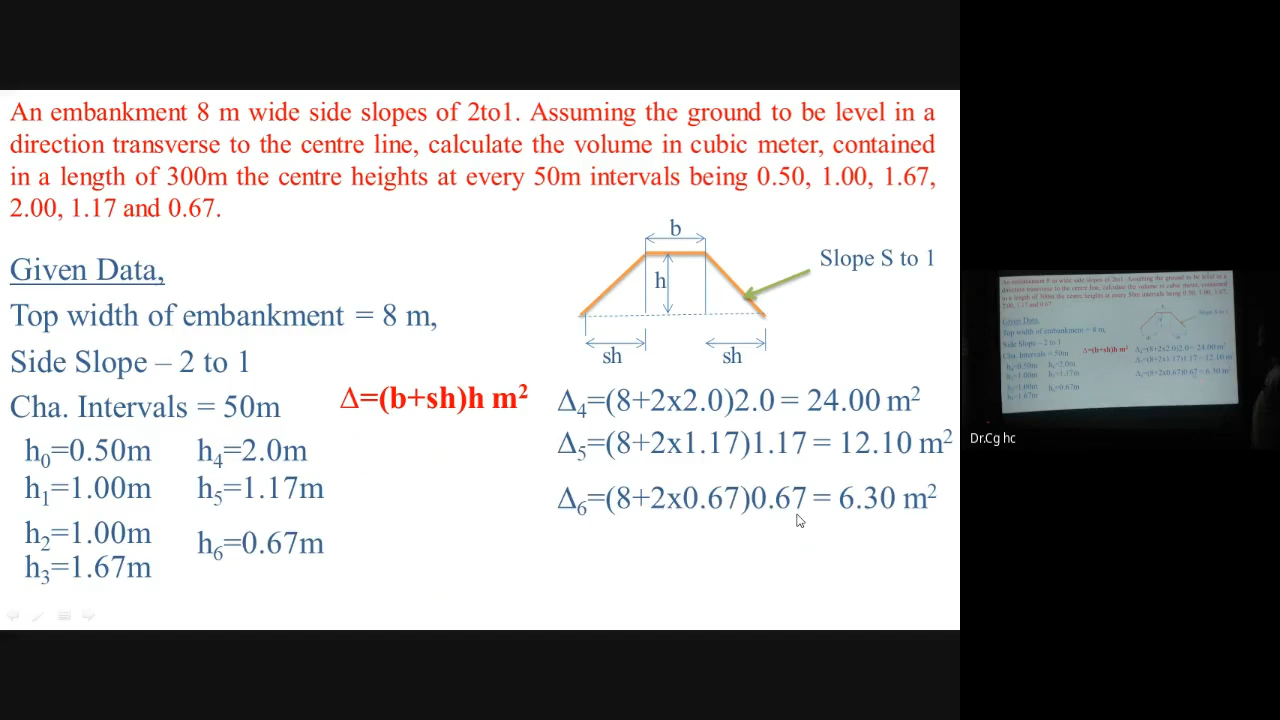 An embankment 8 m wide side slopes of 2to1. Assuming the ground to be level in a
direction transverse to the centre line, calculate the volume in cubic meter, contained
in a length of 300m the centre heights at every 50m intervals being 0.50, 1.00, 1.67,
2.00, 1.17 and 0.67.
Given Data,
Top width of embankment = 8 m,
Side Slope – 2 to 1
Cha. Intervals = 50m
h₀=0.50m
h₁=1.00m
h₂=1.00m
h₃=1.67m
h₄=2.0m
h₅=1.17m
h₆=0.67m
Δ=(b+sh)h m²
b
h
Slope S to 1
sh
sh
Δ₄=(8+2x2.0)2.0 = 24.00 m²
Δ₅=(8+2x1.17)1.17 = 12.10 m²
Δ₆=(8+2x0.67)0.67 = 6.30 m²
Dr.Cg hc